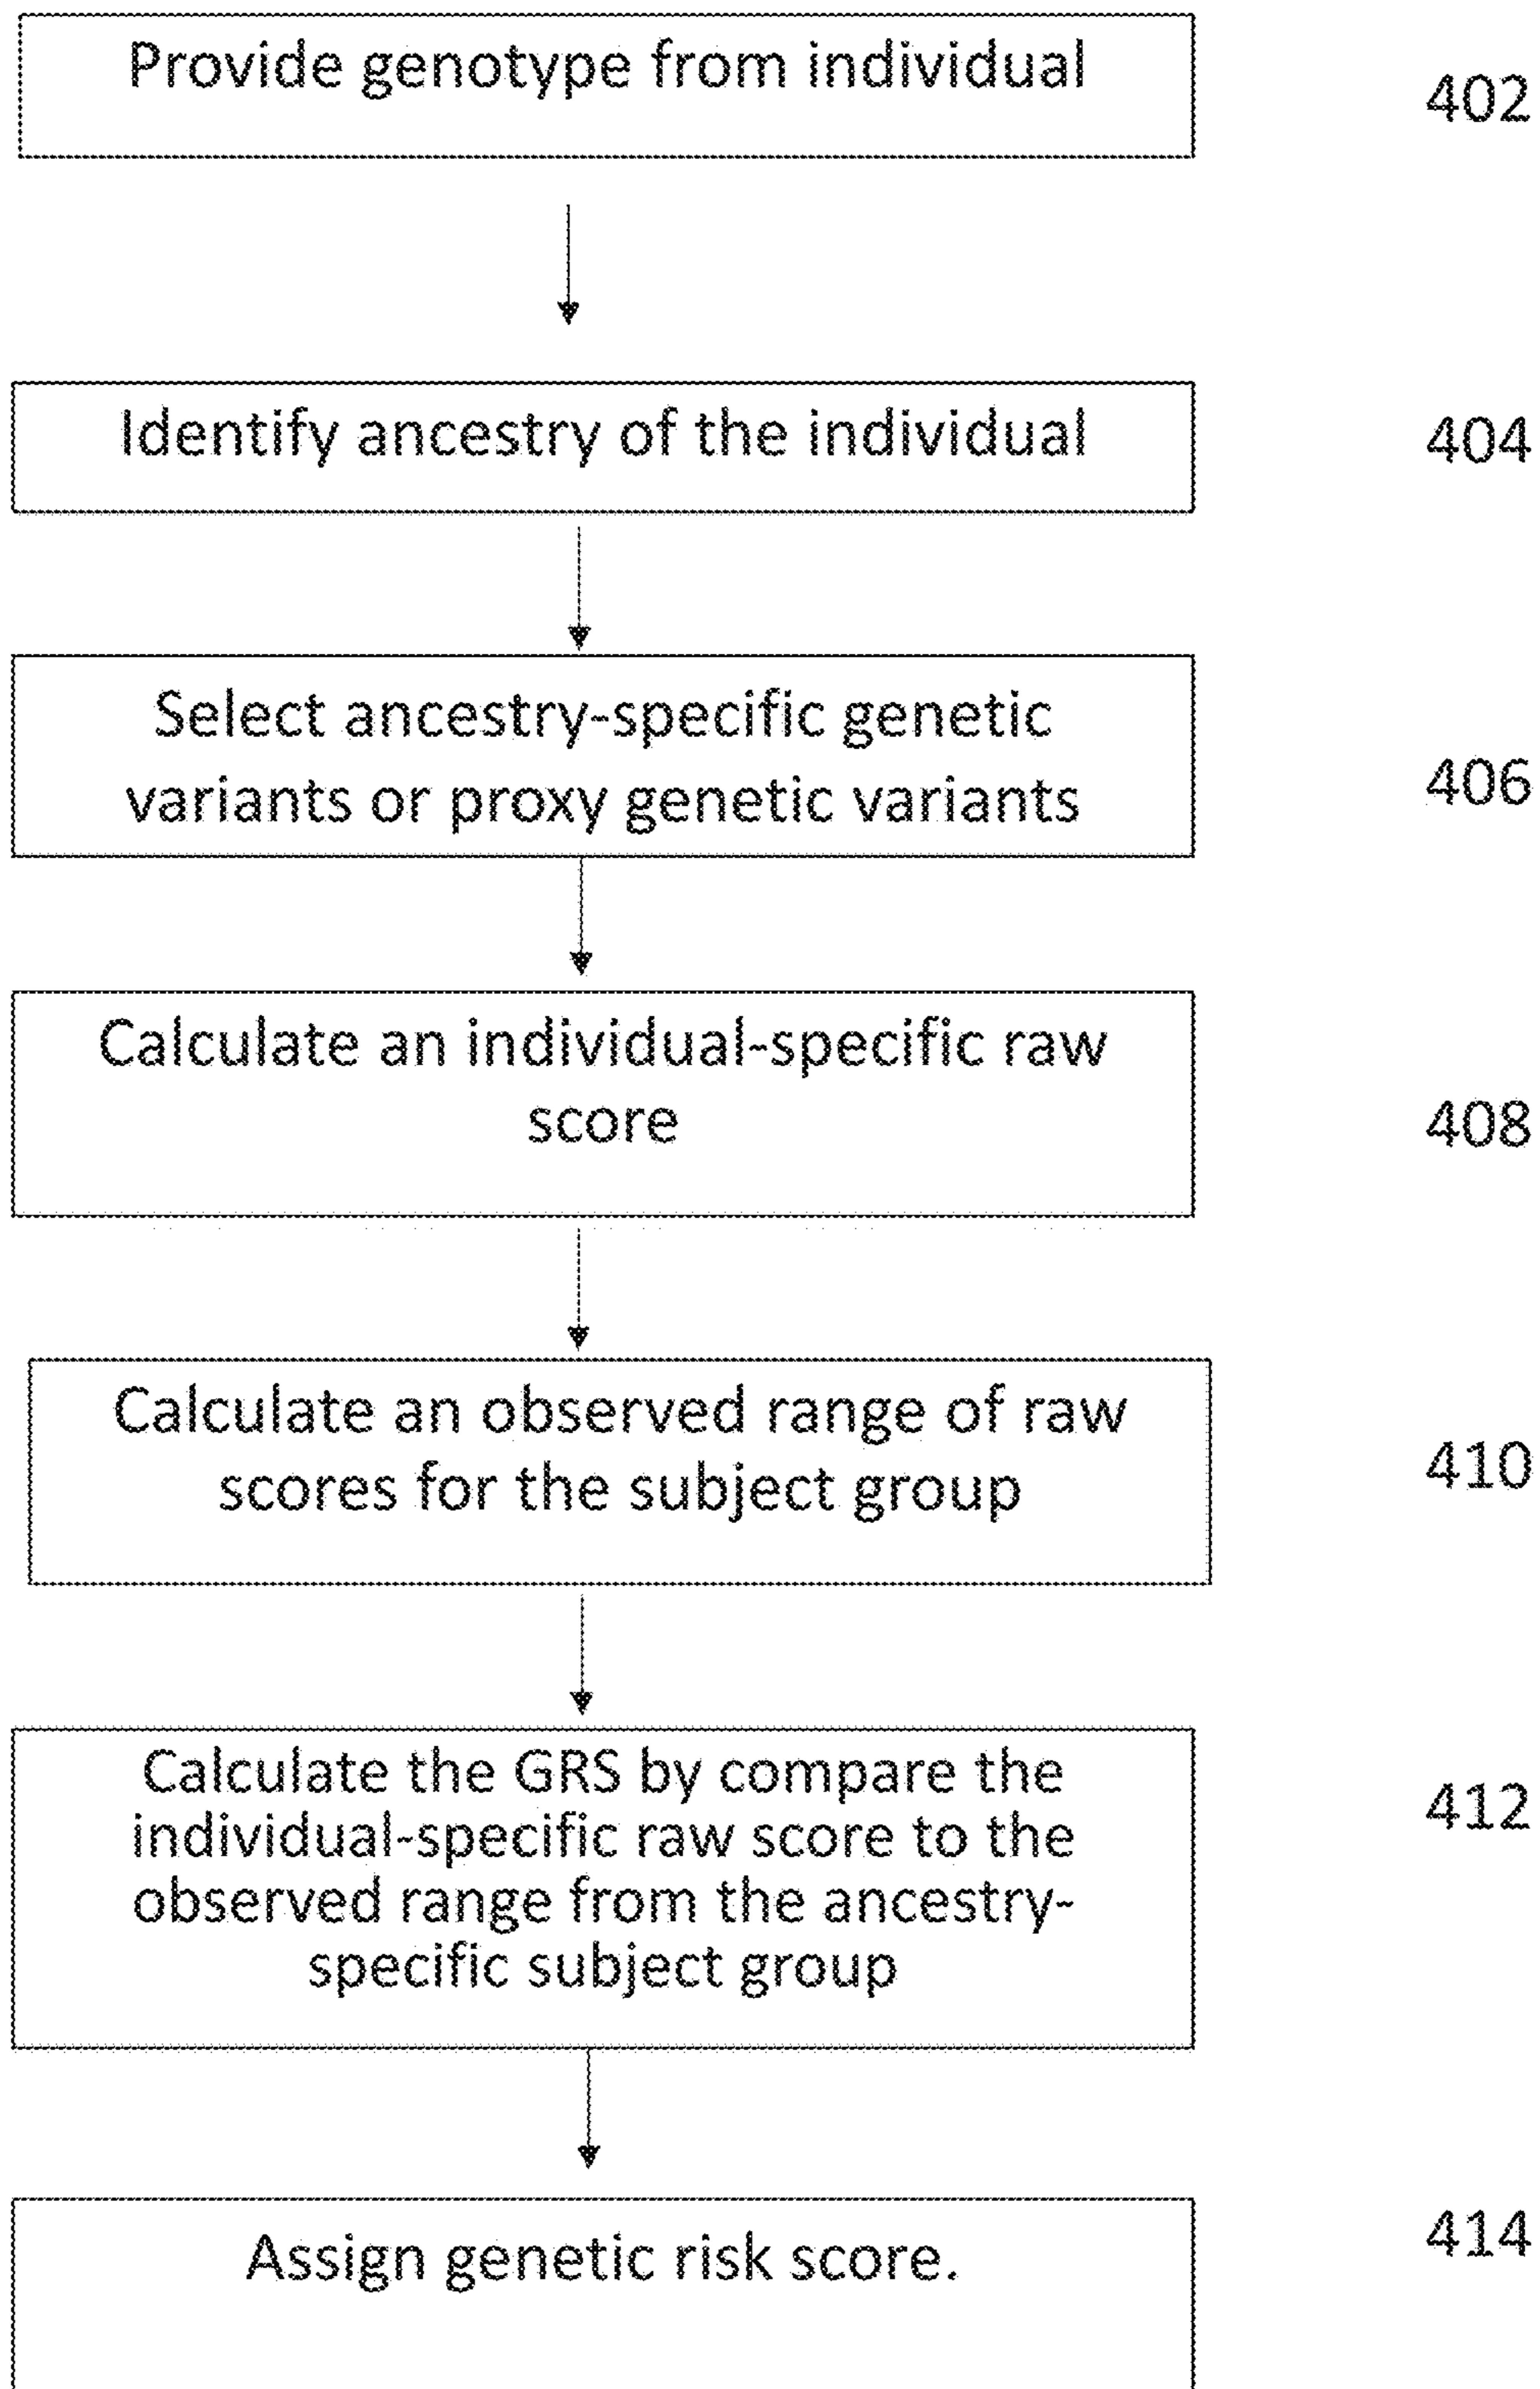 Provide genotype from individual
402
Identify ancestry of the individual
404
Select ancestry-specific genetic
variants or proxy genetic variants
406
Calculate an individual-specific raw
score
408
Calculate an observed range of raw
scores for the subject group
410
Calculate the GRS by compare the
individual-specific raw score to the
observed range from the ancestry-
specific subject group
412
Assign genetic risk score.
414